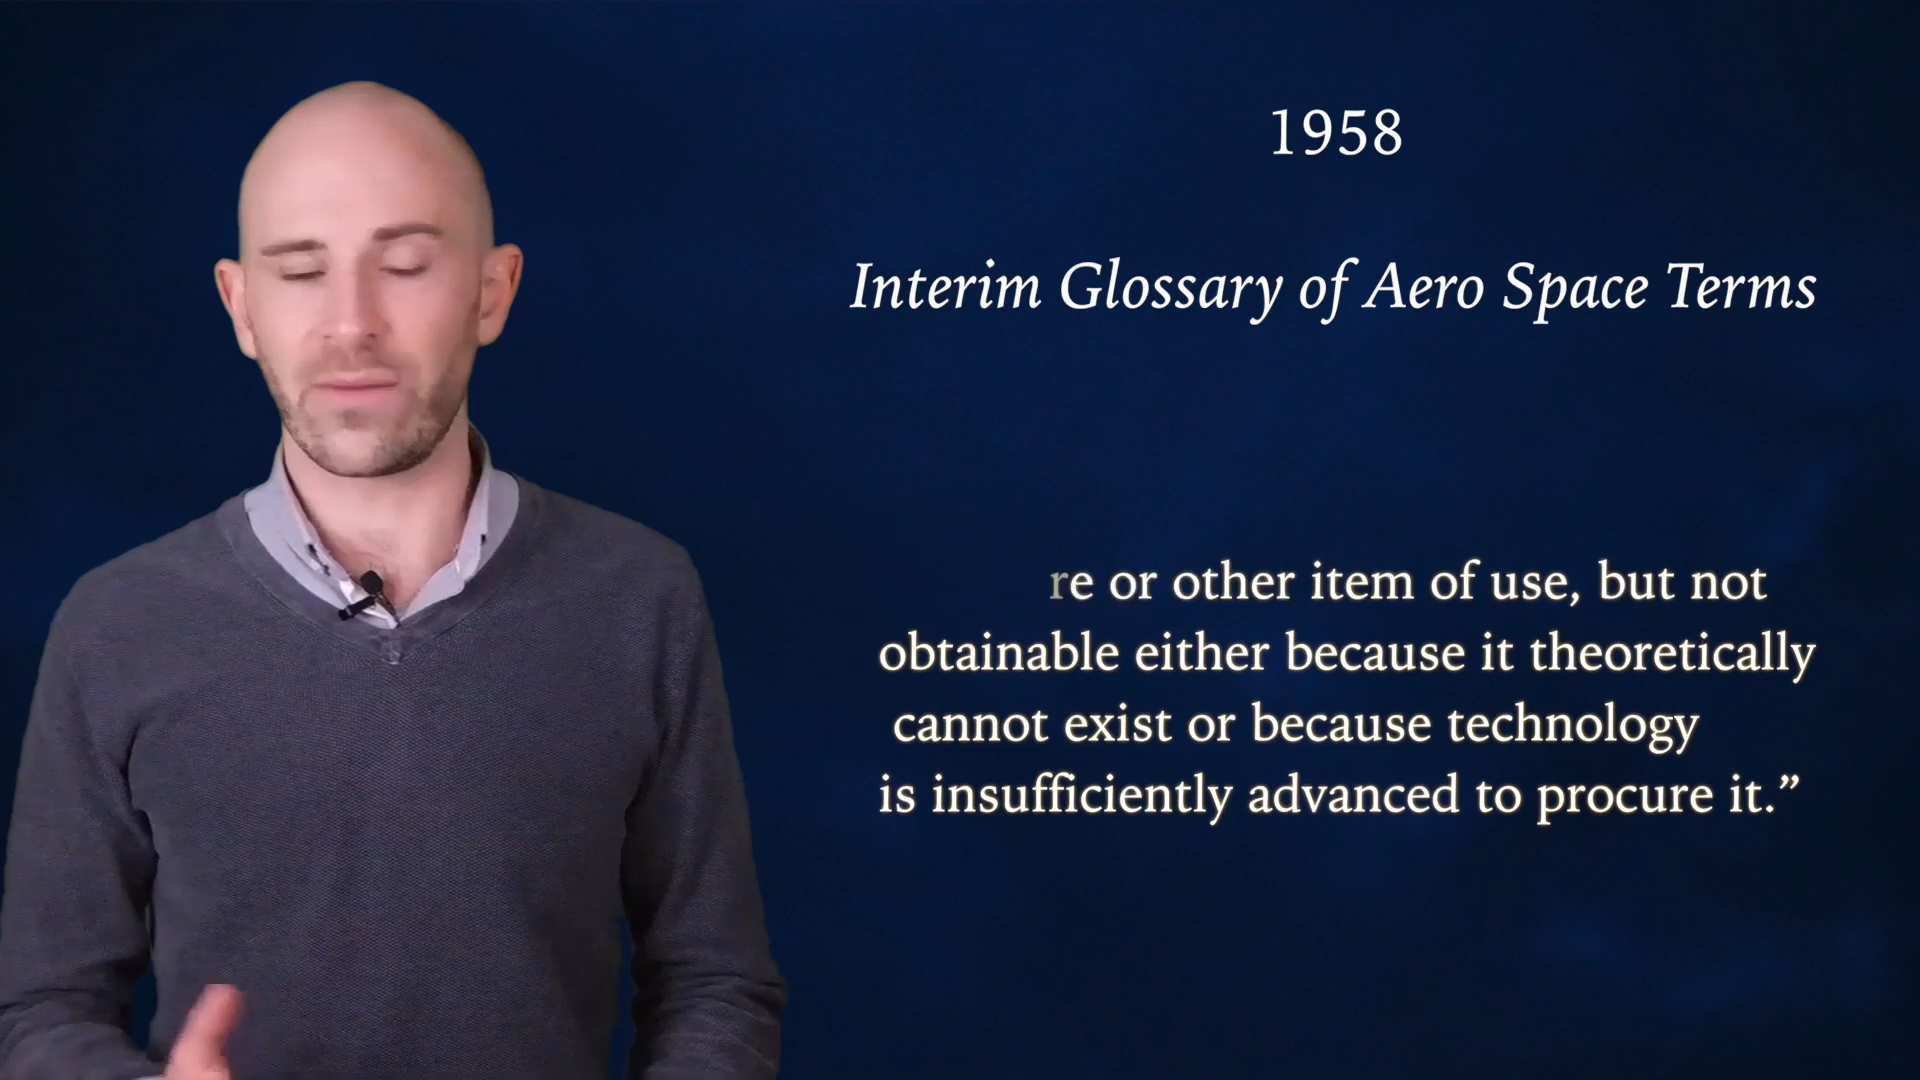 1958
Interim Glossary of Aero Space Terms
re or other item of use, but not
obtainable either because it theoretically
cannot exist or because technology
is insufficiently advanced to procure it.”